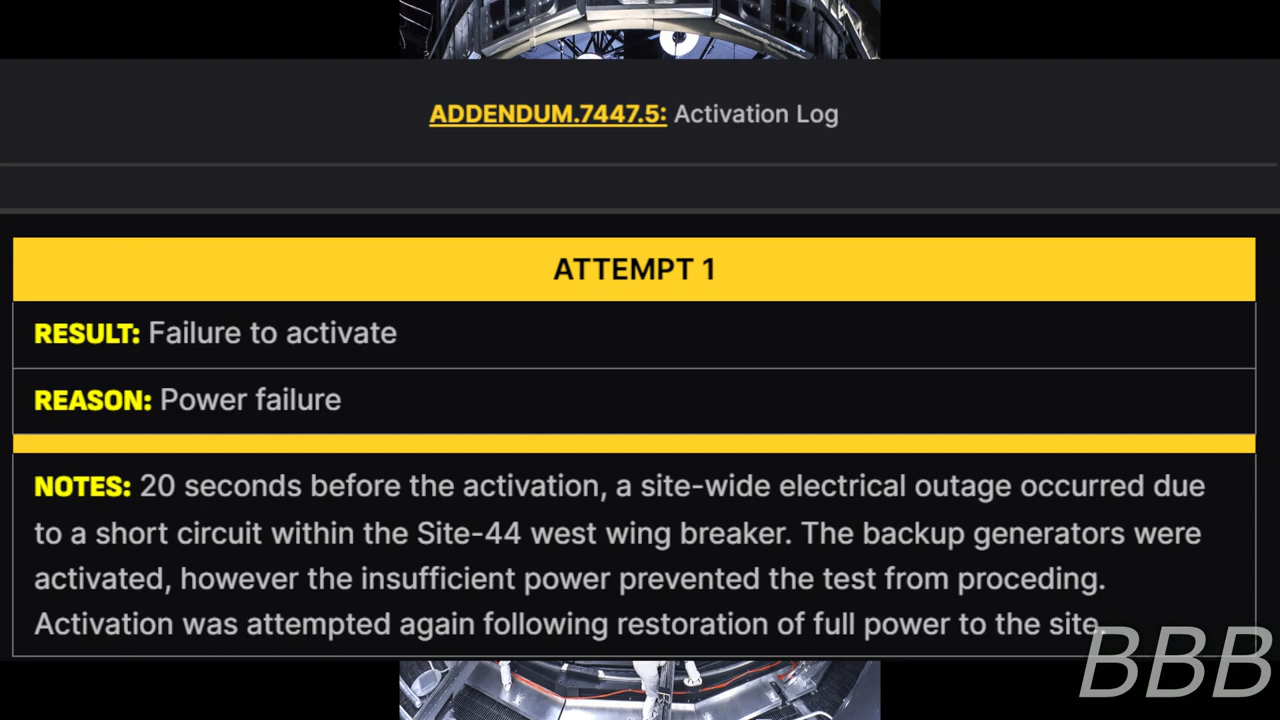 ADDENDUM.7447.5: Activation Log
ATTEMPT 1
RESULT: Failure to activate
REASON: Power failure
NOTES: 20 seconds before the activation, a site-wide electrical outage occurred due
to a short circuit within the Site-44 west wing breaker. The backup generators were
activated, however the insufficient power prevented the test from proceding.
Activation was attempted again following restoration of full power to the site.
BBB